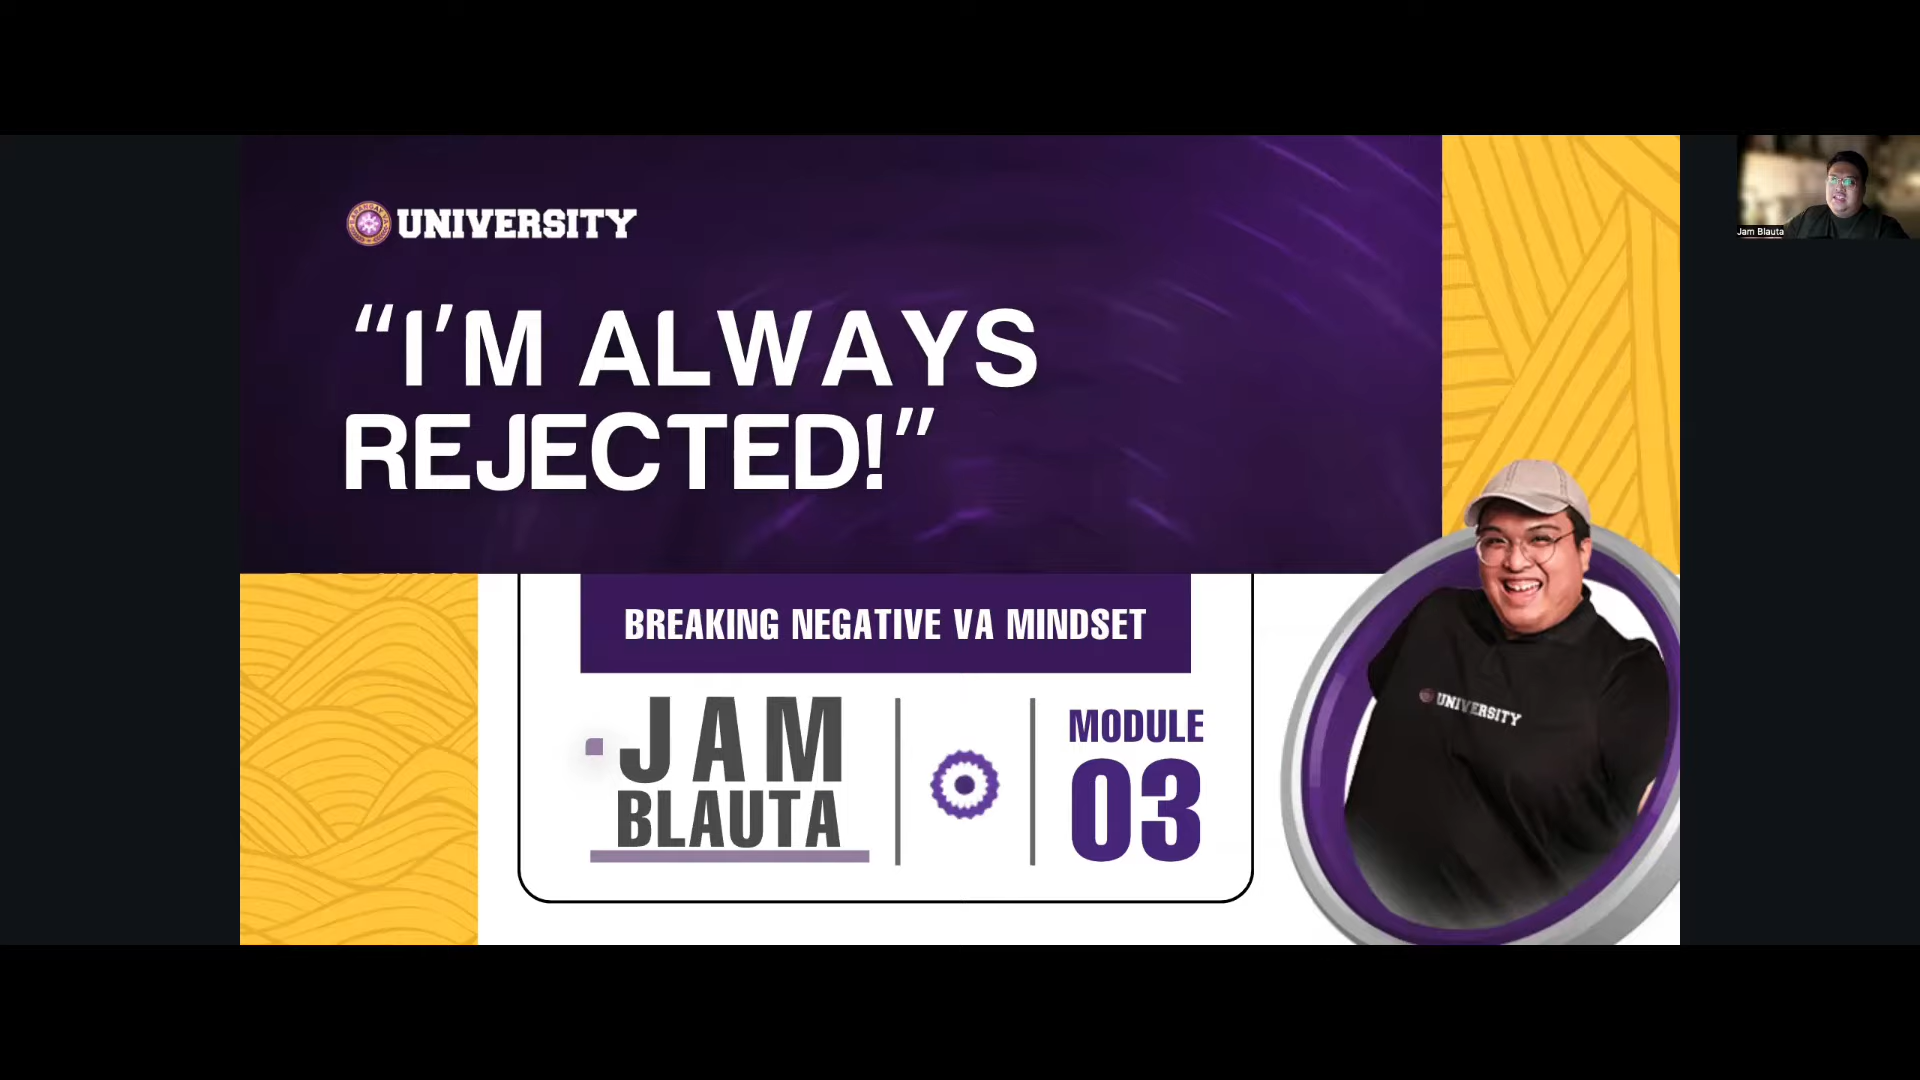 UNIVERSITY
“I’M ALWAYS
REJECTED!”
BREAKING NEGATIVE VA MINDSET
JAM
BLAUTA
MODULE
03
UNIVERSITY
Jam Blauta